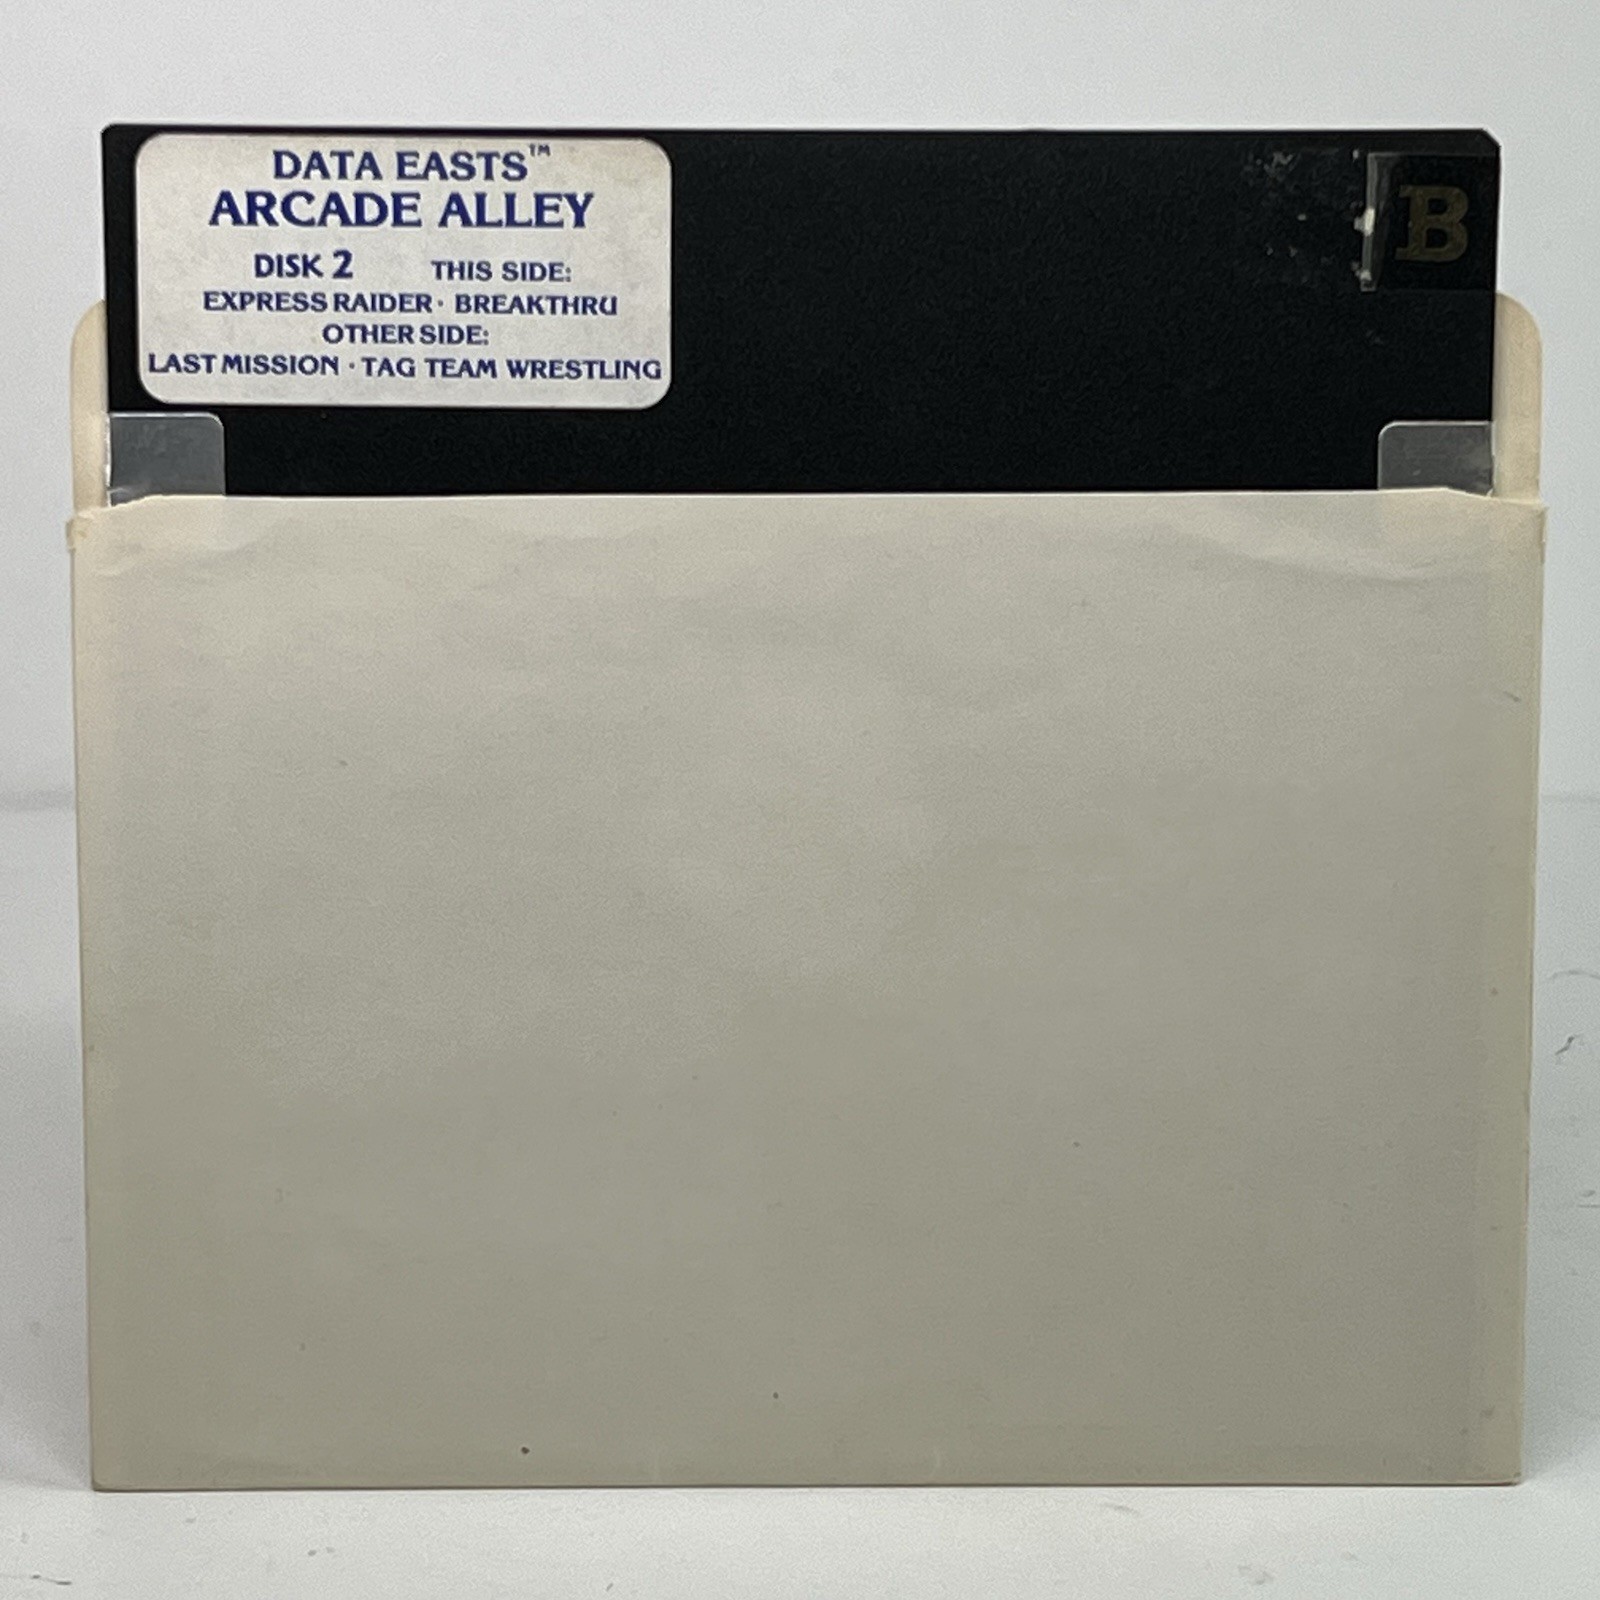 DATA EASTS™
ARCADE ALLEY
DISK 2 THIS SIDE:
EXPRESS RAIDER · BREAKTHRU
OTHER SIDE:
LAST MISSION · TAG TEAM WRESTLING
B